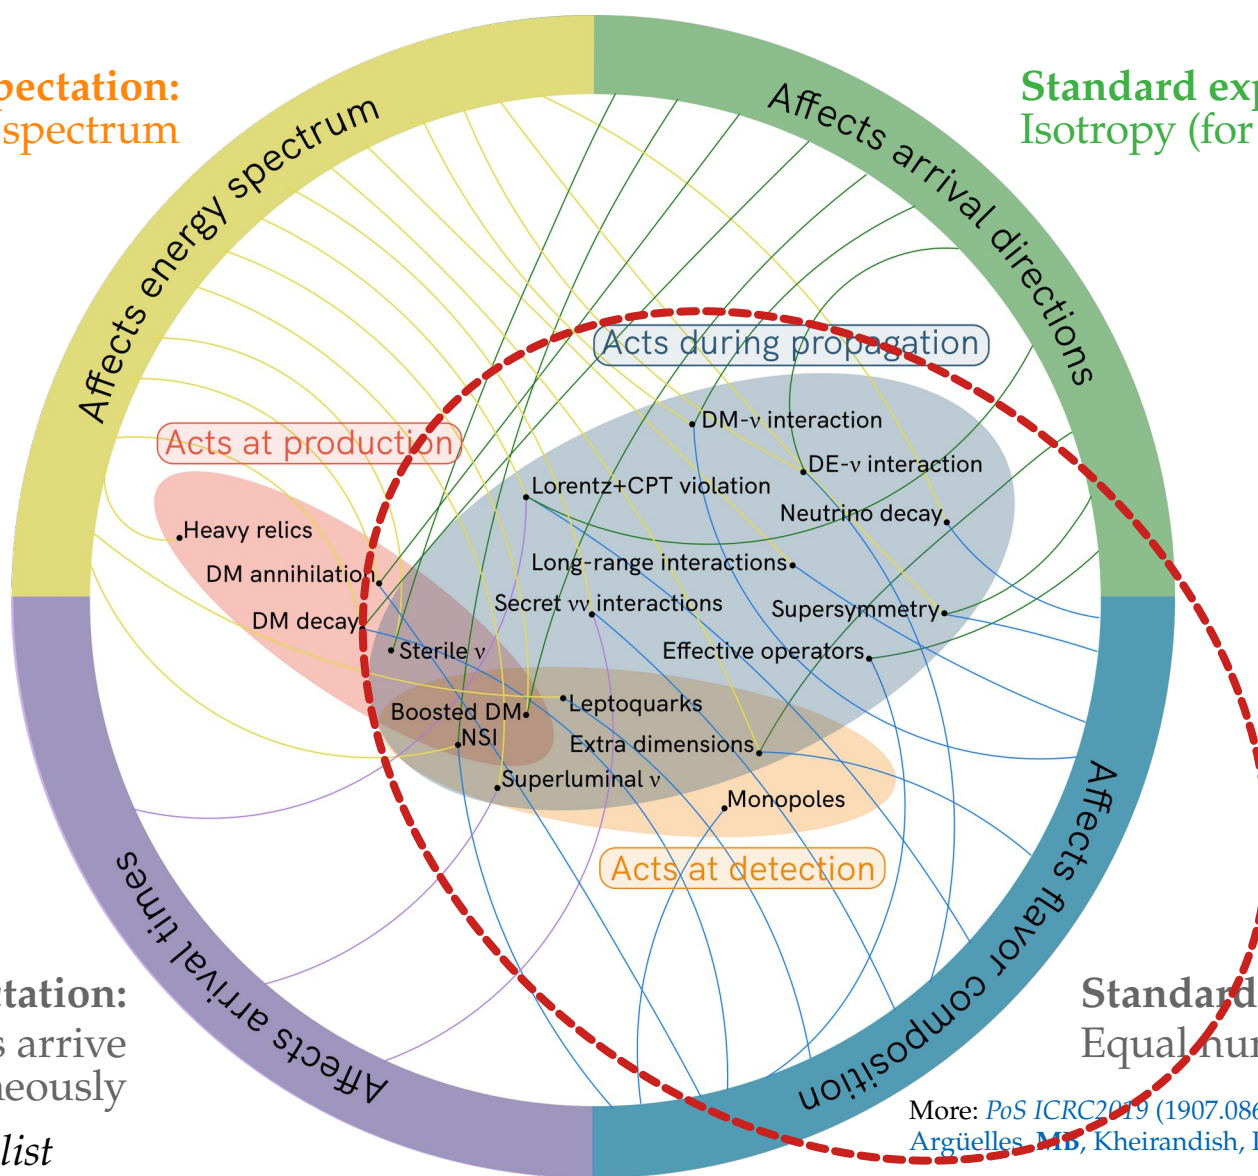 pectation:
spectrum
Standard exp
Isotropy (for
Affects energy spectrum
Affects arrival directions
Acts during propagation
Acts at production
DM-ν interaction
DE-ν interaction
Lorentz+CPT violation
Neutrino decay
Heavy relics
Long-range interactions
DM annihilation
Secret νν interactions
Supersymmetry
DM decay
Sterile ν
Effective operators
Leptoquarks
Boosted DM
NSI
Extra dimensions
Superluminal ν
Monopoles
Acts at detection
Affects arrival times
Affects flavor composition
tation:
s arrive
neously
list
Standard
Equal num
More: PoS ICRC2019 (1907.086
Argüelles, MB, Kheirandish,